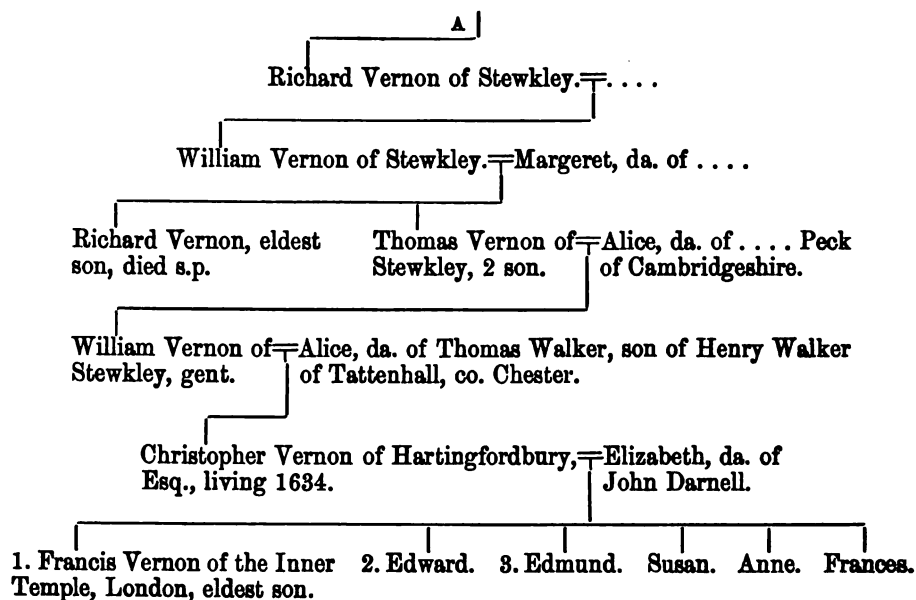 A
Richard Vernon of Stewkley.=. . . .
William Vernon of Stewkley.=Margeret, da. of . . . .
Richard Vernon, eldest
son, died s.p.
Thomas Vernon of=Alice, da. of . . . . Peck
Stewkley, 2 son. of Cambridgeshire.
William Vernon of=Alice, da. of Thomas Walker, son of Henry Walker
Stewkley, gent. of Tattenhall, co. Chester.
Christopher Vernon of Hartingfordbury,=Elizabeth, da. of
Esq., living 1634. John Darnell.
1. Francis Vernon of the Inner
Temple, London, eldest son.
2. Edward.
3. Edmund.
Susan.
Anne.
Frances.